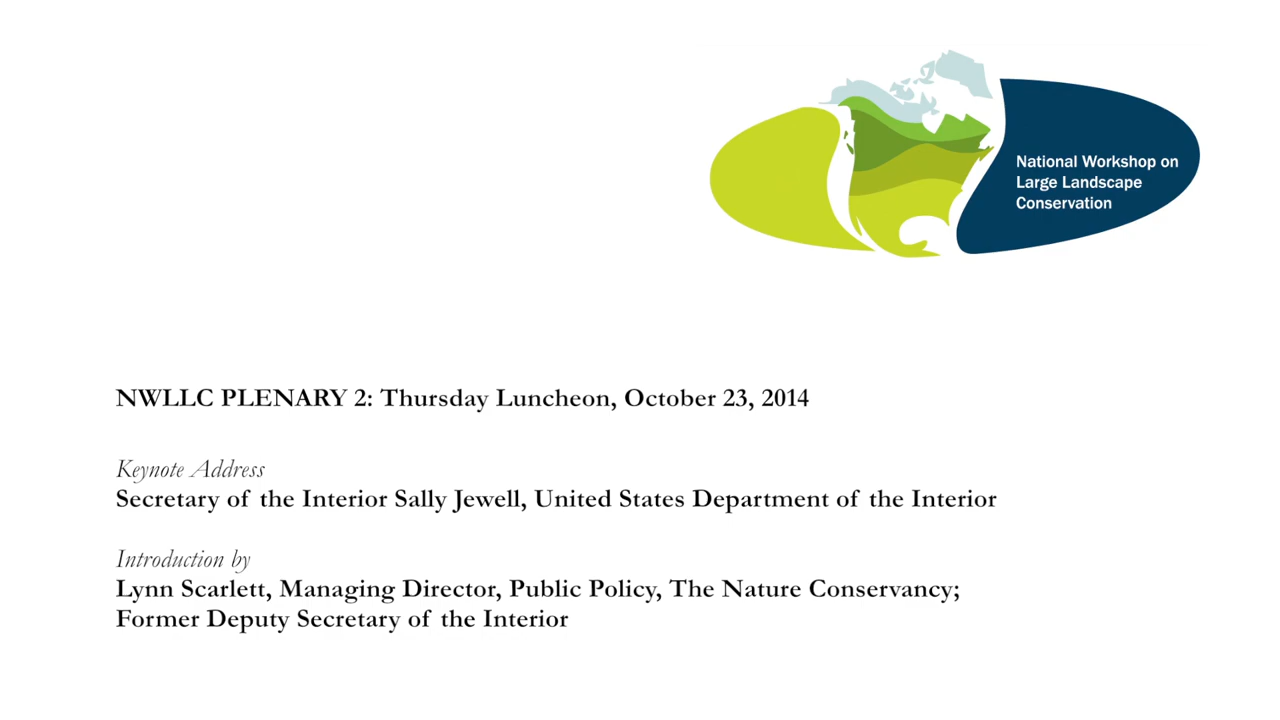 National Workshop on
Large Landscape
Conservation
NWLLC PLENARY 2: Thursday Luncheon, October 23, 2014
Keynote Address
Secretary of the Interior Sally Jewell, United States Department of the Interior
Introduction by
Lynn Scarlett, Managing Director, Public Policy, The Nature Conservancy;
Former Deputy Secretary of the Interior